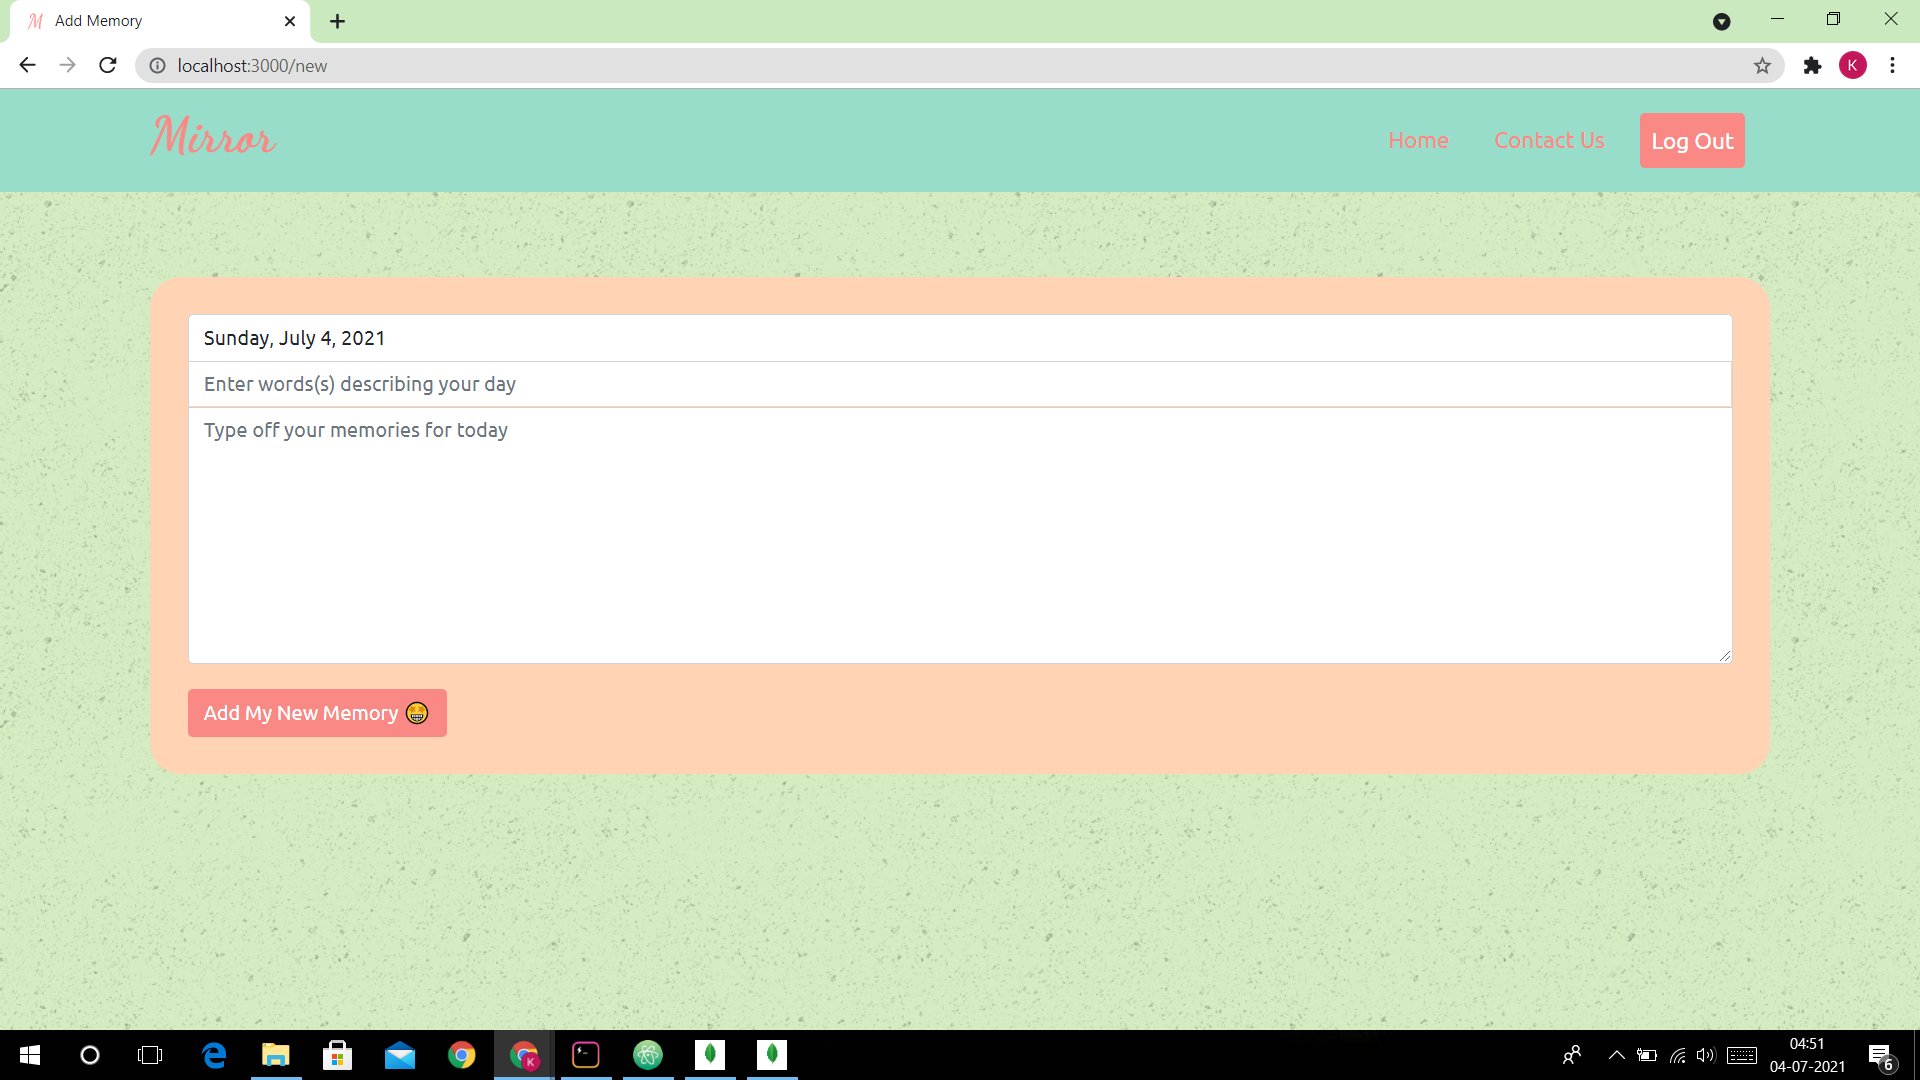 M Add Memory
localhost:3000/new
K
Mirror
Home Contact Us Log Out
Sunday, July 4, 2021
Enter words(s) describing your day
Type off your memories for today
Add My New Memory 🤩
K
04:51
04-07-2021
6